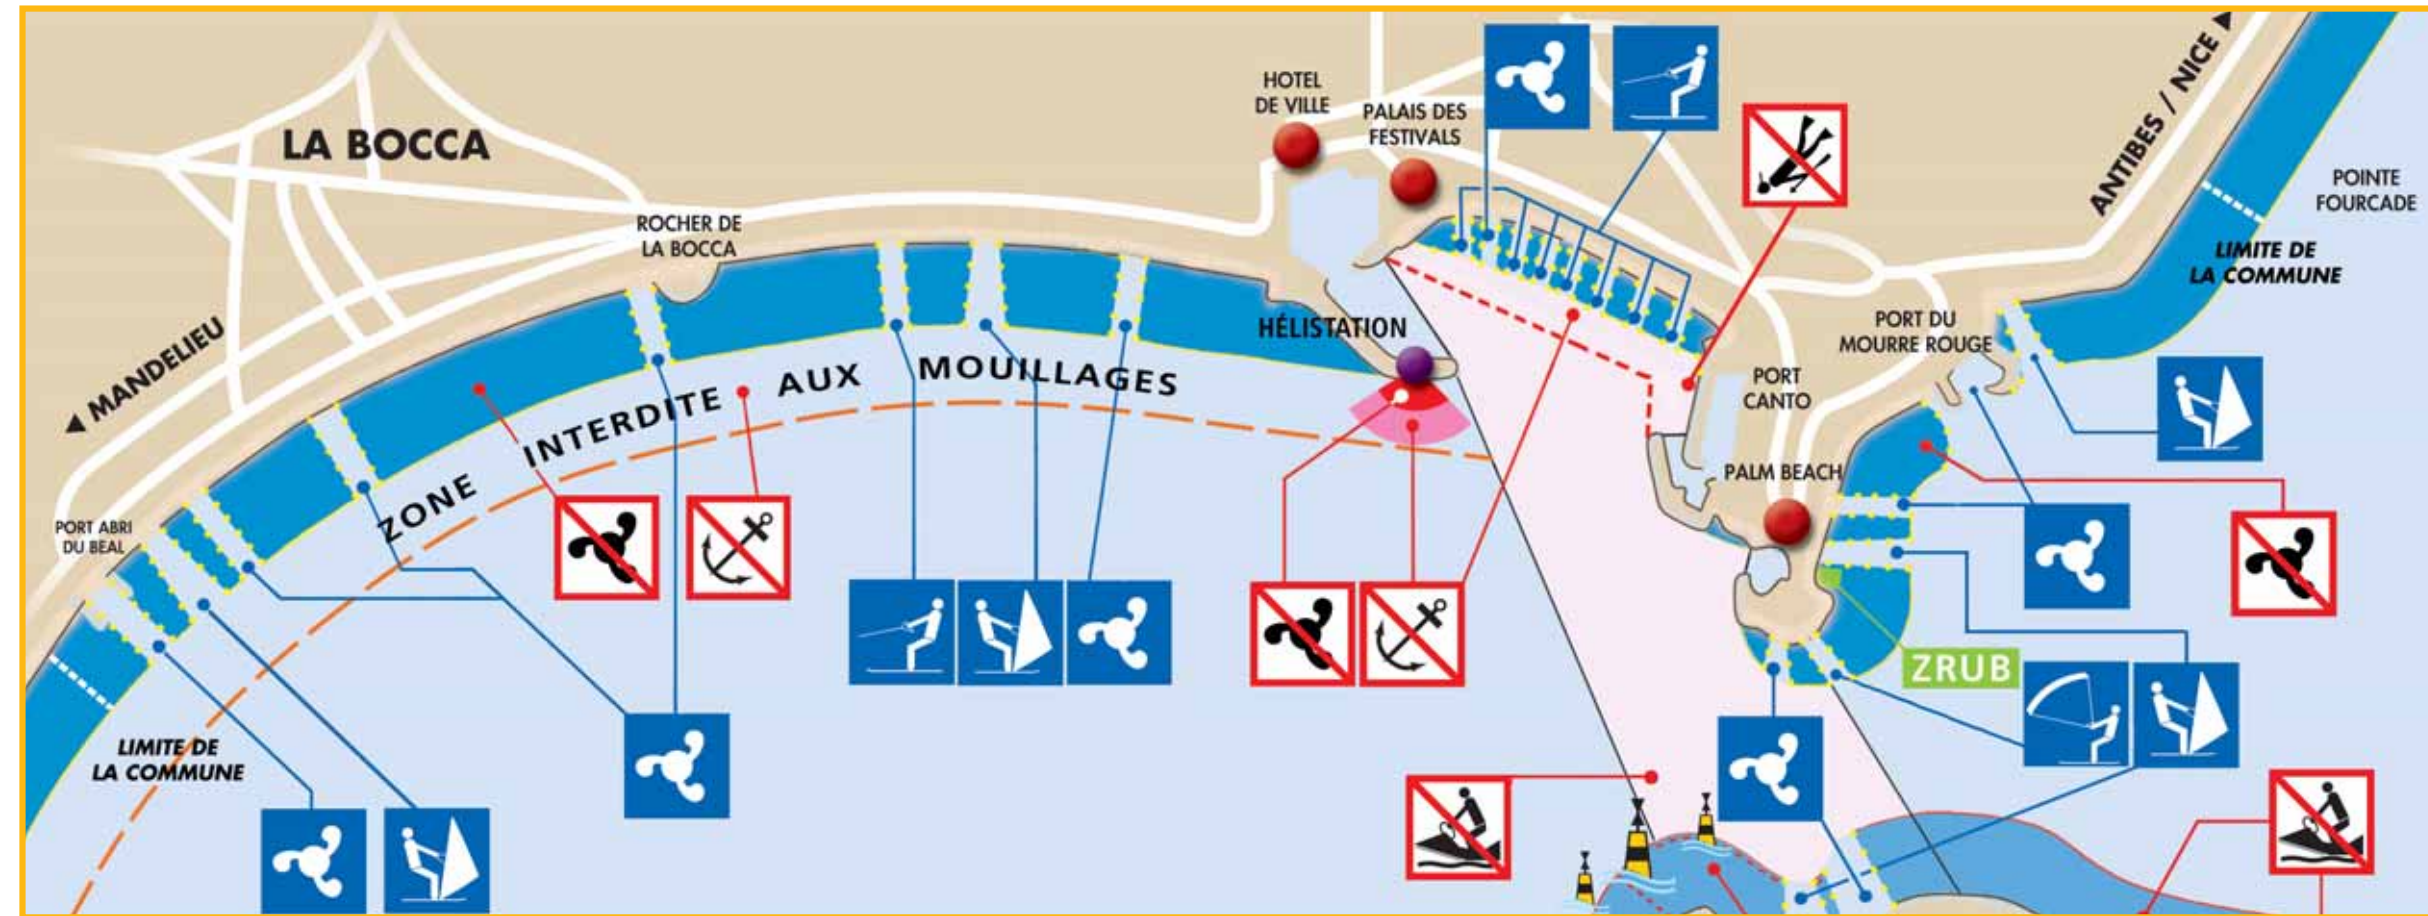 LA BOCCA
ROCHER DE
LA BOCCA
◀ MANDELIEU
PORT ABRI
DU BEAL
LIMITE DE
LA COMMUNE
ZONE INTERDITE AUX MOUILLAGES
HOTEL
DE VILLE
PALAIS DES
FESTIVALS
HÉLISTATION
PORT
CANTO
PALM BEACH
PORT DU
MOURRE ROUGE
ZRUB
ANTIBES / NICE ▶
POINTE
FOURCADE
LIMITE DE
LA COMMUNE